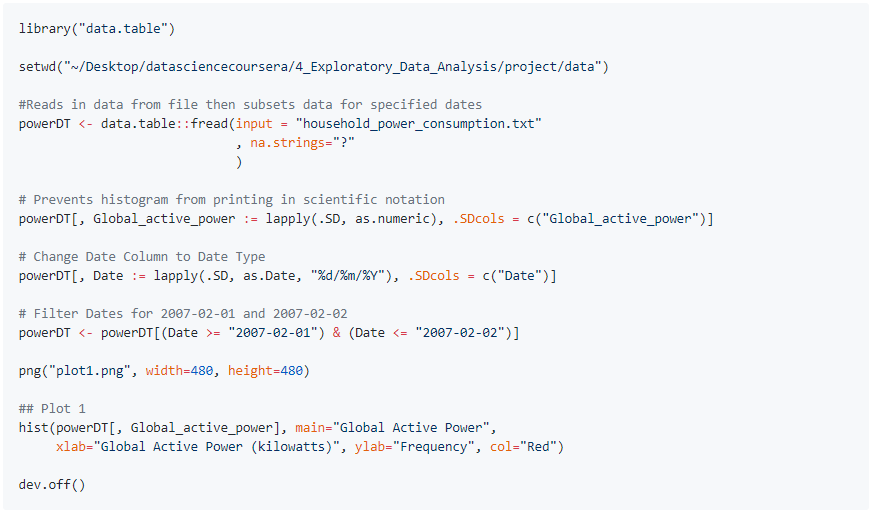 library("data.table")
setwd("~/Desktop/datasciencecoursera/4_Exploratory_Data_Analysis/project/data")
#Reads in data from file then subsets data for specified dates
powerDT <- data.table::fread(input = "household_power_consumption.txt"
, na.strings="?"
)
# Prevents histogram from printing in scientific notation
powerDT[, Global_active_power := lapply(.SD, as.numeric), .SDcols = c("Global_active_power")]
# Change Date Column to Date Type
powerDT[, Date := lapply(.SD, as.Date, "%d/%m/%Y"), .SDcols = c("Date")]
# Filter Dates for 2007-02-01 and 2007-02-02
powerDT <- powerDT[(Date >= "2007-02-01") & (Date <= "2007-02-02")]
png("plot1.png", width=480, height=480)
## Plot 1
hist(powerDT[, Global_active_power], main="Global Active Power",
xlab="Global Active Power (kilowatts)", ylab="Frequency", col="Red")
dev.off()